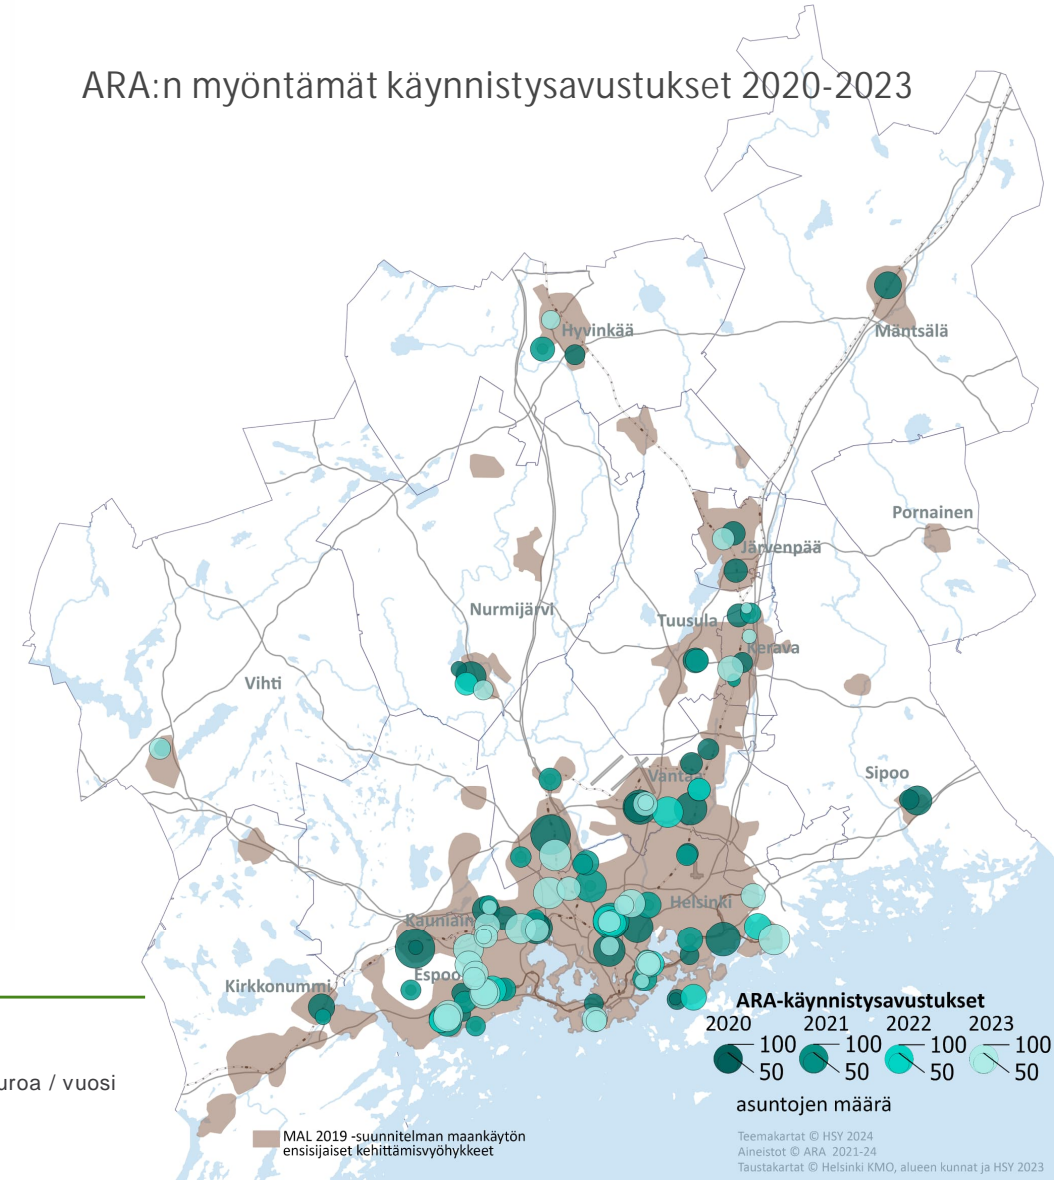 ARA:n myöntämät käynnistysavustukset 2020-2023
Hyvinkää
Mäntsälä
Pornainen
Järvenpää
Nurmijärvi
Tuusula
Kerava
Vihti
Vantaa
Sipoo
Helsinki
Kauniain
Espoo
Kirkkonummi
uroa / vuosi
ARA-käynnistysavustukset
2020 2021 2022 2023
100 100 100 100
50 50 50 50
asuntojen määrä
MAL 2019 -suunnitelman maankäytön
ensisijaiset kehittämisvyöhykkeet
Teemakartat © HSY 2024
Aineistot © ARA 2021-24
Taustakartat © Helsinki KMO, alueen kunnat ja HSY 2023